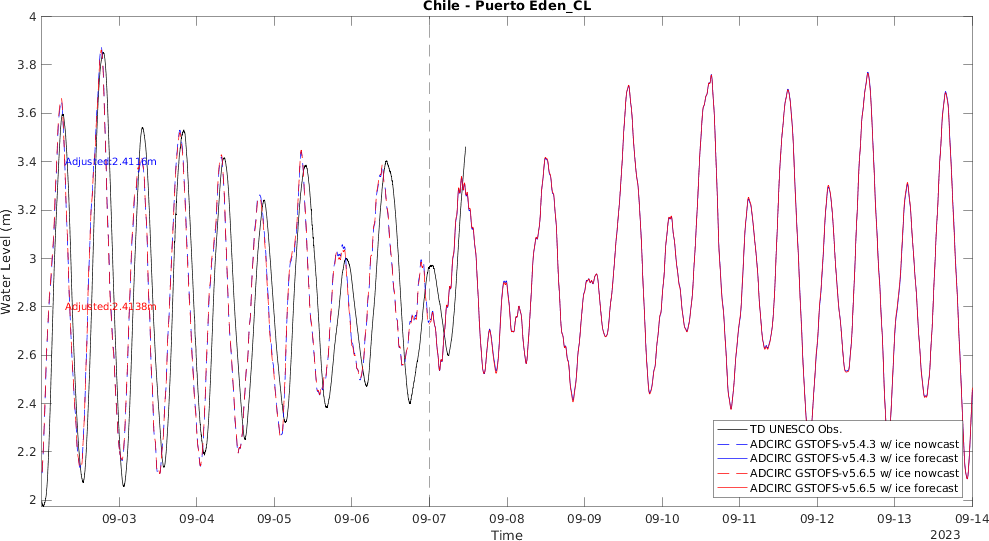 Chile - Puerto Eden_CL
4
3.8
3.6
3.4
3.2
3
2.8
2.6
2.4
2.2
2
Water Level (m)
Adjusted:2.4116m
Adjusted:2.4138m
TD UNESCO Obs.
ADCIRC GSTOFS-v5.4.3 w/ ice nowcast
ADCIRC GSTOFS-v5.4.3 w/ ice forecast
ADCIRC GSTOFS-v5.6.5 w/ ice nowcast
ADCIRC GSTOFS-v5.6.5 w/ ice forecast
09-03 09-04 09-05 09-06 09-07 09-08 09-09 09-10 09-11 09-12 09-13 09-14
Time
2023